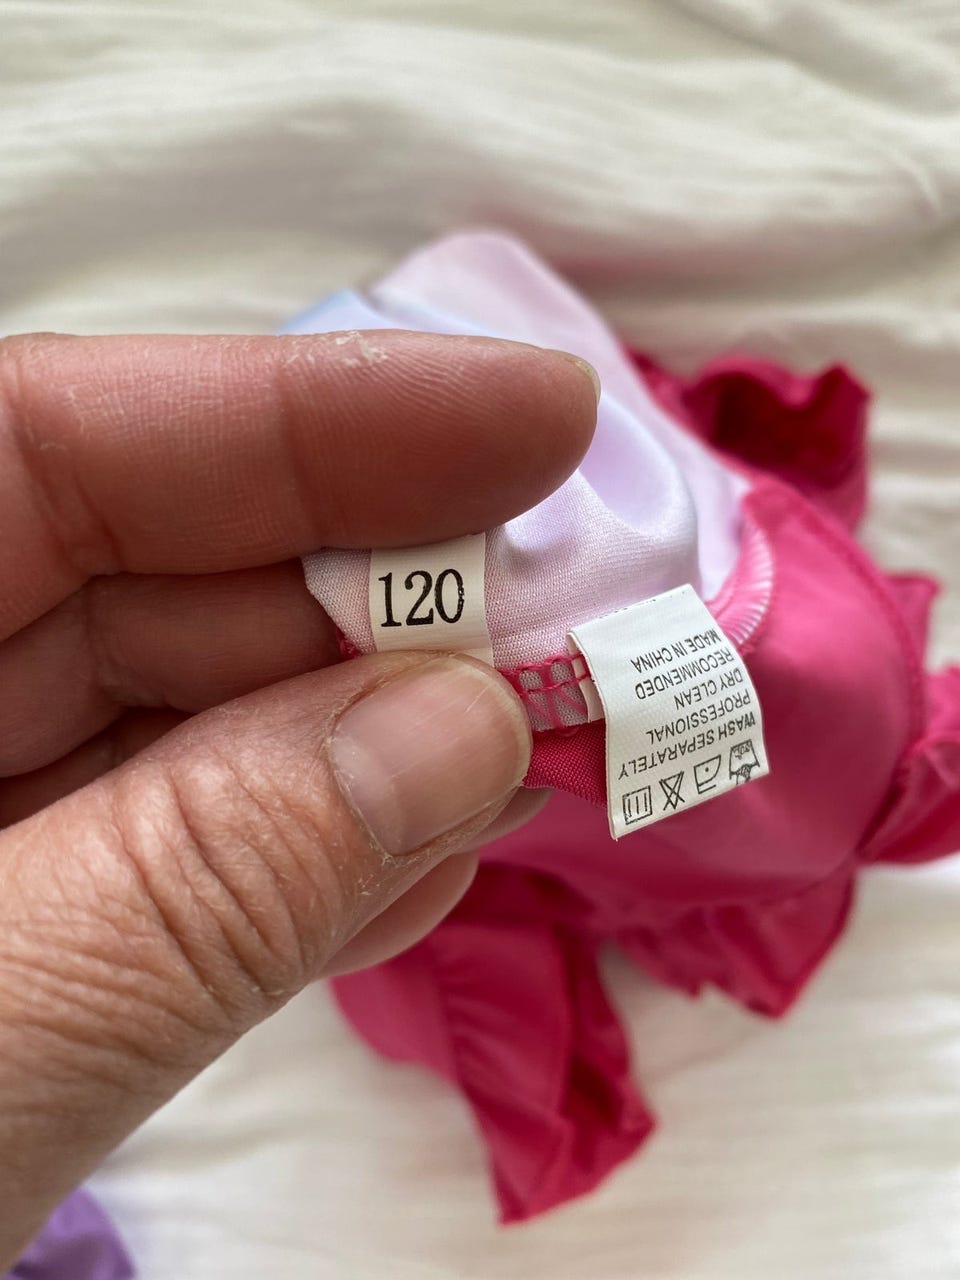 120
WASH SEPARATELY
PROFESSIONAL
DRY CLEAN
RECOMMENDED
MADE IN CHINA